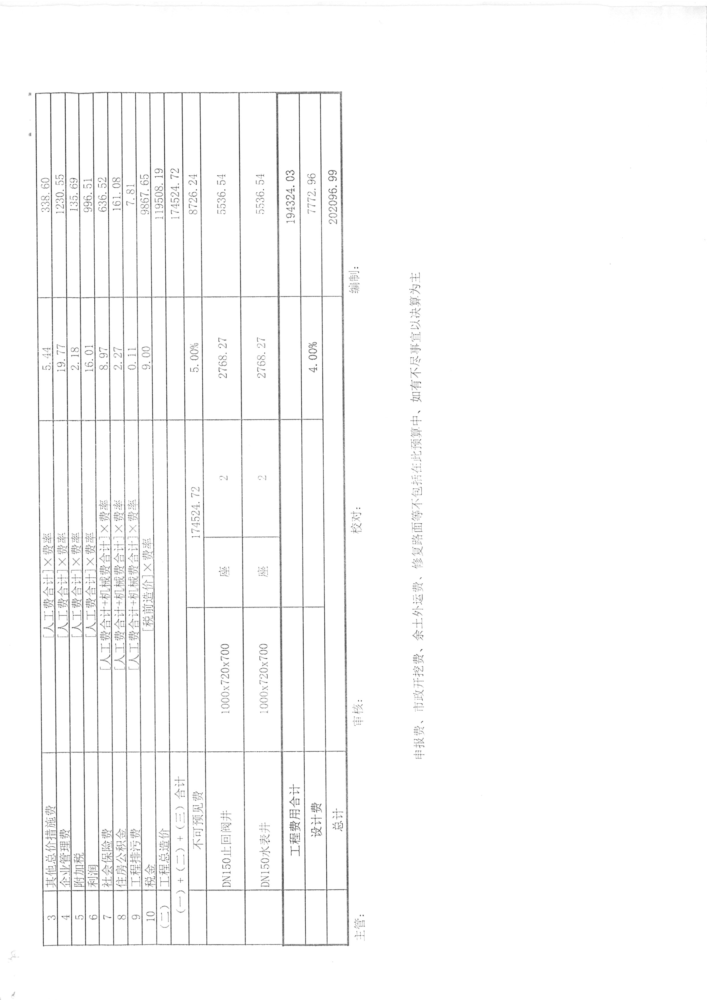 3 其他总价措施费 [人工费合计]×费率 5.44 338.60
4 企业管理费 [人工费合计]×费率 19.77 1230.55
5 附加税 [人工费合计]×费率 2.18 135.69
6 利润 [人工费合计]×费率 16.01 996.51
7 社会保险费 [人工费合计+机械费合计]×费率 8.97 636.52
8 住房公积金 [人工费合计+机械费合计]×费率 2.27 161.08
9 工程排污费 [人工费合计+机械费合计]×费率 0.11 7.81
10 税金 [税前造价]×费率 9.00 9867.65
(二) 工程总造价 119508.19
(一)+(二)+(三)合计 174524.72
不可预见费 174524.72 5.00% 8726.24
DN150止回阀井 1000x720x700 座 2 2768.27 5536.54
DN150水表井 1000x720x700 座 2 2768.27 5536.54
工程费用合计 194324.03
设计费 4.00% 7772.96
总计 202096.99
主管: 审核: 校对: 编制:
申报费、市政开挖费、余土外运费、修复路面等不包括在此预算中、如有不尽事宜以决算为主